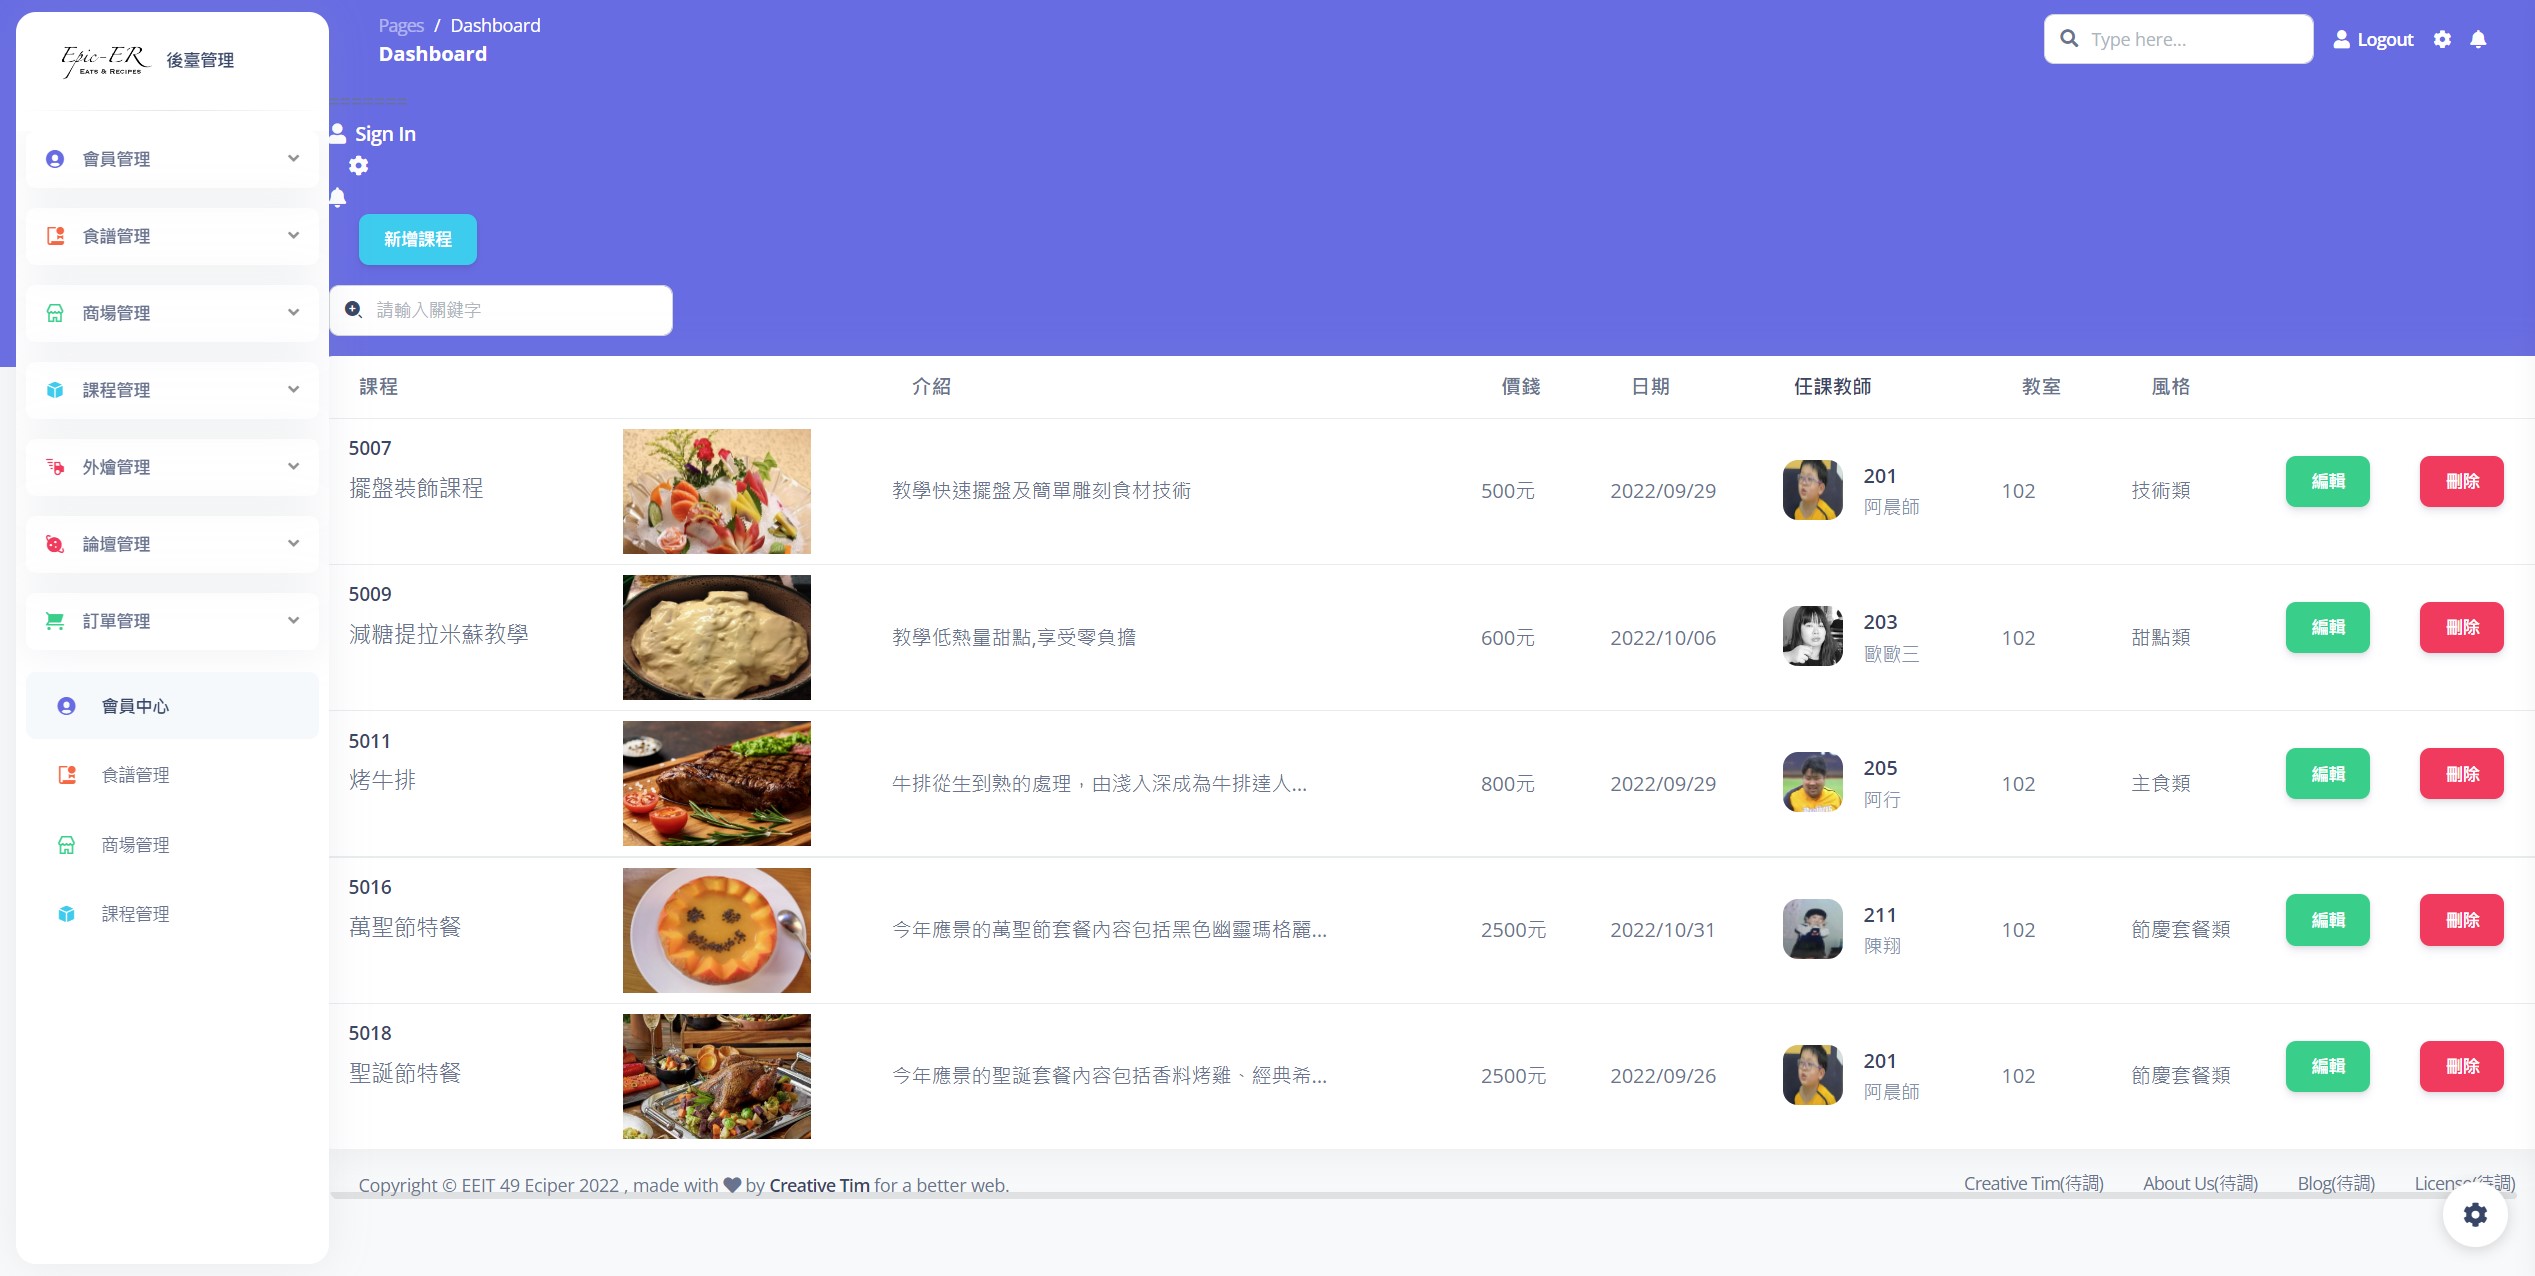 Epic-ER
EATS & RECIPES
後臺管理
Pages / Dashboard
Dashboard
Type here...
Logout
Sign In
新增課程
請輸入關鍵字
會員管理
食譜管理
商場管理
課程管理
外燴管理
論壇管理
訂單管理
會員中心
食譜管理
商場管理
課程管理
課程 介紹 價錢 日期 任課教師 教室 風格
5007
擺盤裝飾課程
教學快速擺盤及簡單雕刻食材技術
500元
2022/09/29
201
阿晨師
102
技術類
編輯
刪除
5009
減糖提拉米蘇教學
教學低熱量甜點,享受零負擔
600元
2022/10/06
203
歐歐三
102
甜點類
編輯
刪除
5011
烤牛排
牛排從生到熟的處理，由淺入深成為牛排達人...
800元
2022/09/29
205
阿行
102
主食類
編輯
刪除
5016
萬聖節特餐
今年應景的萬聖節套餐內容包括黑色幽靈瑪格麗...
2500元
2022/10/31
211
陳翔
102
節慶套餐類
編輯
刪除
5018
聖誕節特餐
今年應景的聖誕套餐內容包括香料烤雞、經典希...
2500元
2022/09/26
201
阿晨師
102
節慶套餐類
編輯
刪除
Copyright © EEIT 49 Eciper 2022 , made with by Creative Tim for a better web.
Creative Tim(待調) About Us(待調) Blog(待調) License(待調)